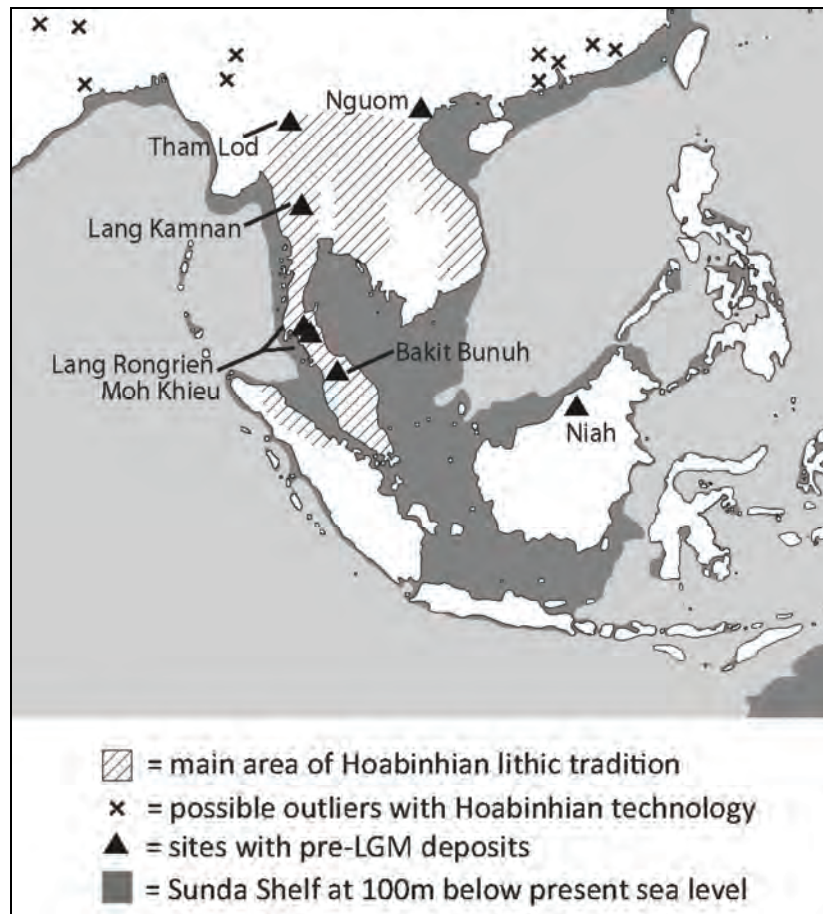 Nguom
Tham Lod
Lang Kamnan
Lang Rongrien
Moh Khieu
Bakit Bunuh
Niah
= main area of Hoabinhian lithic tradition
= possible outliers with Hoabinhian technology
= sites with pre-LGM deposits
= Sunda Shelf at 100m below present sea level